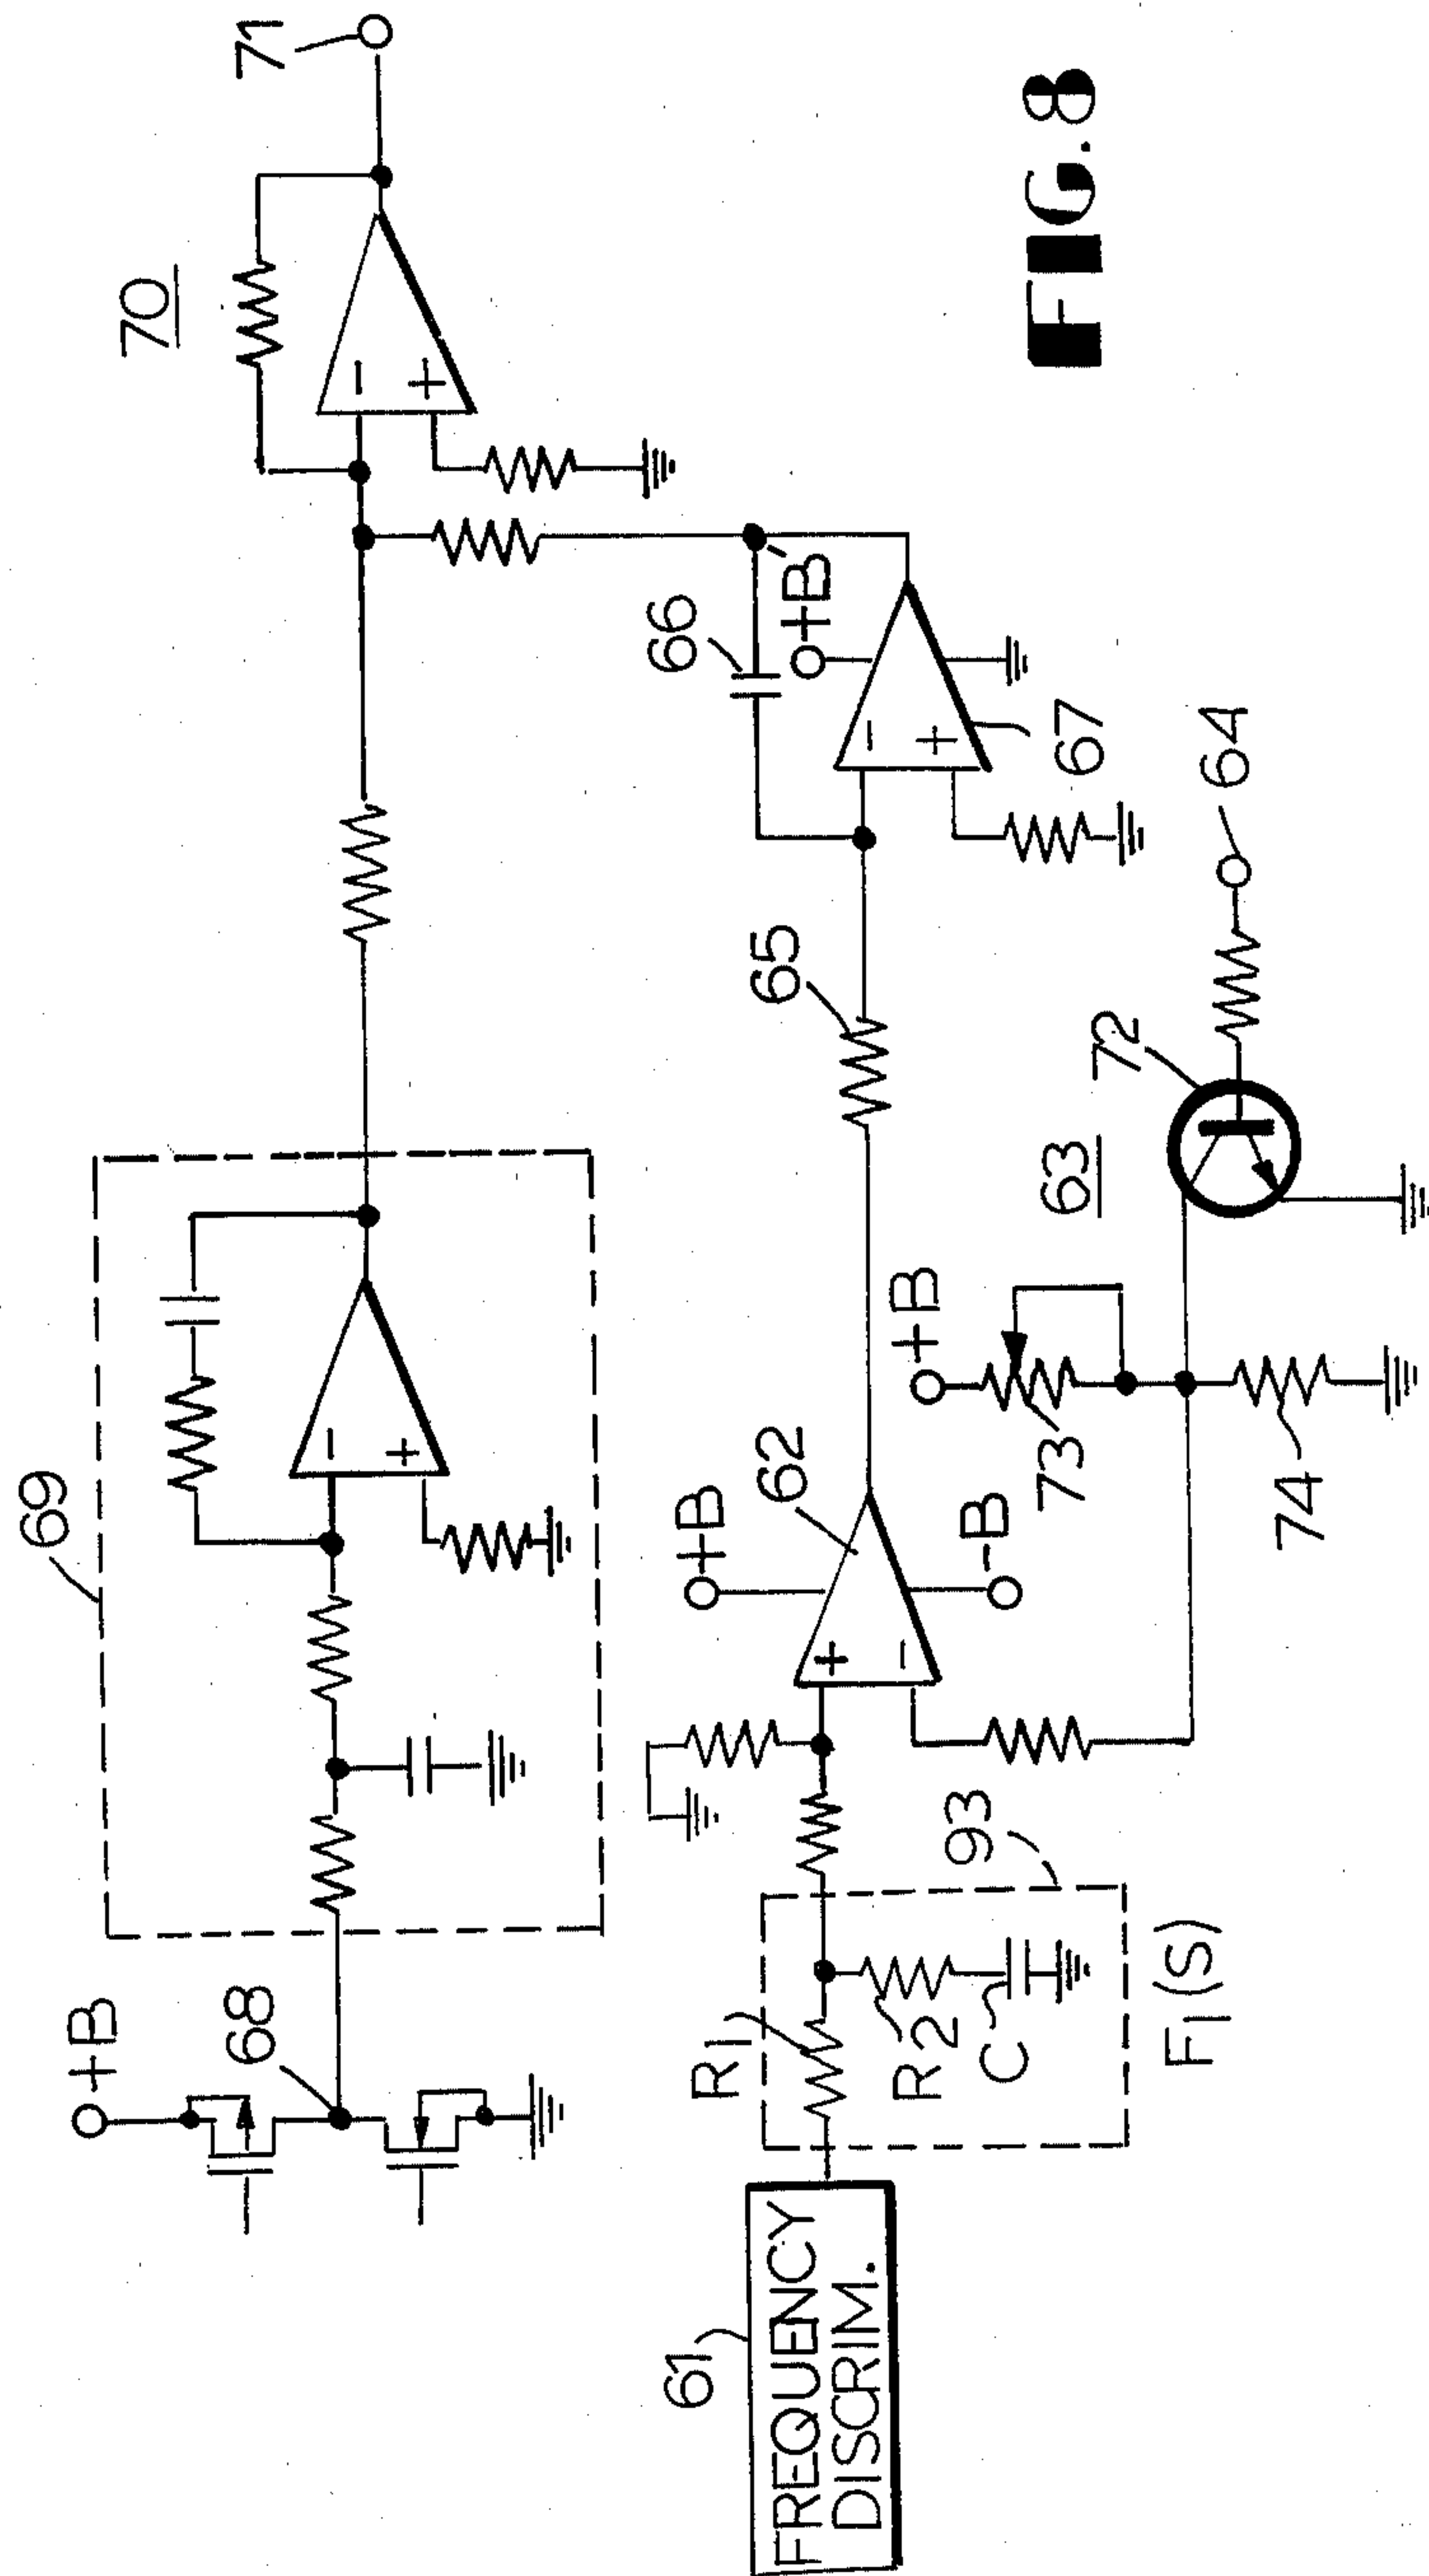 +B
68
69
70
71
61
FREQUENCY
DISCRIM.
R1
R2
C
93
F1(S)
+B
62
-B
65
66
+B
67
+B
73
74
63
72
64
+
-
+
-
+
-
+
-
FIG.8